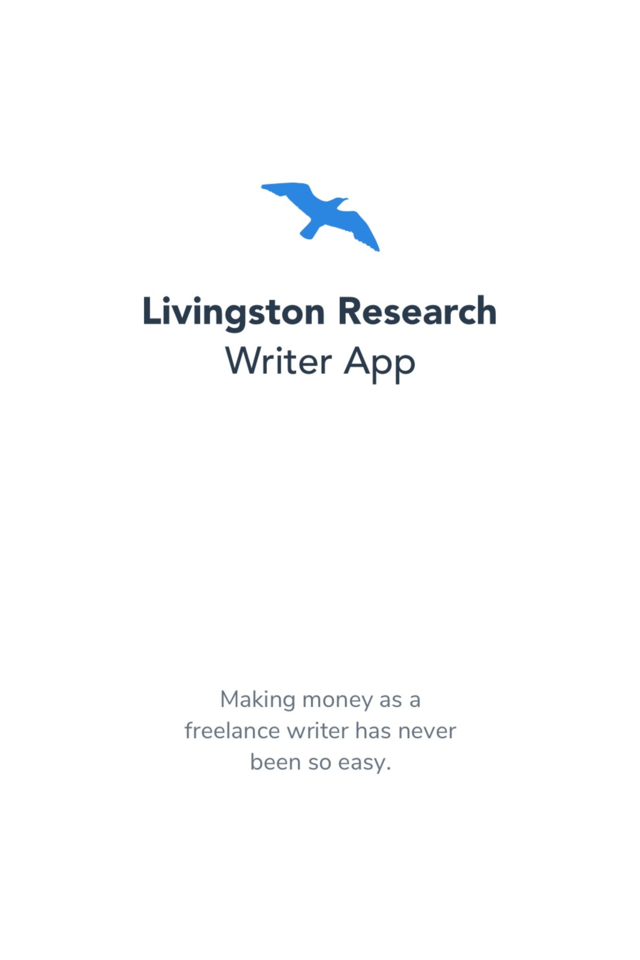 Livingston Research
Writer App
Making money as a
freelance writer has never
been so easy.